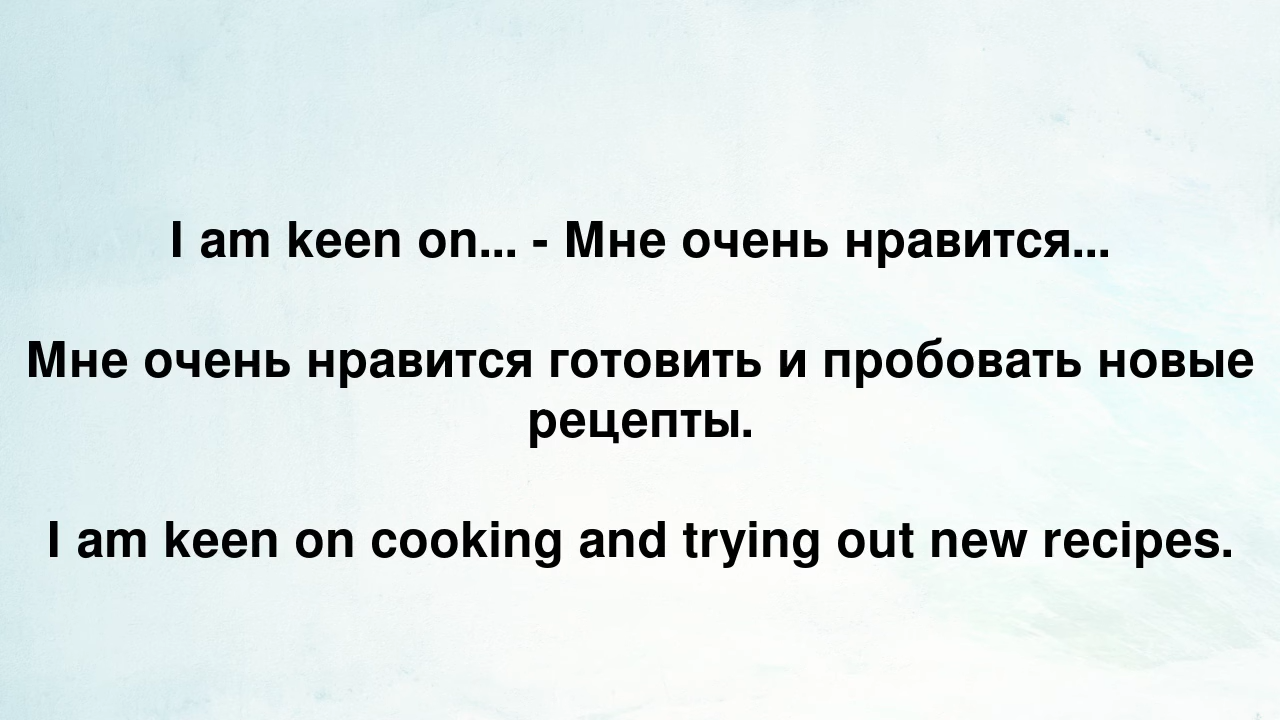 I am keen on... - Мне очень нравится...
Мне очень нравится готовить и пробовать новые
рецепты.
I am keen on cooking and trying out new recipes.